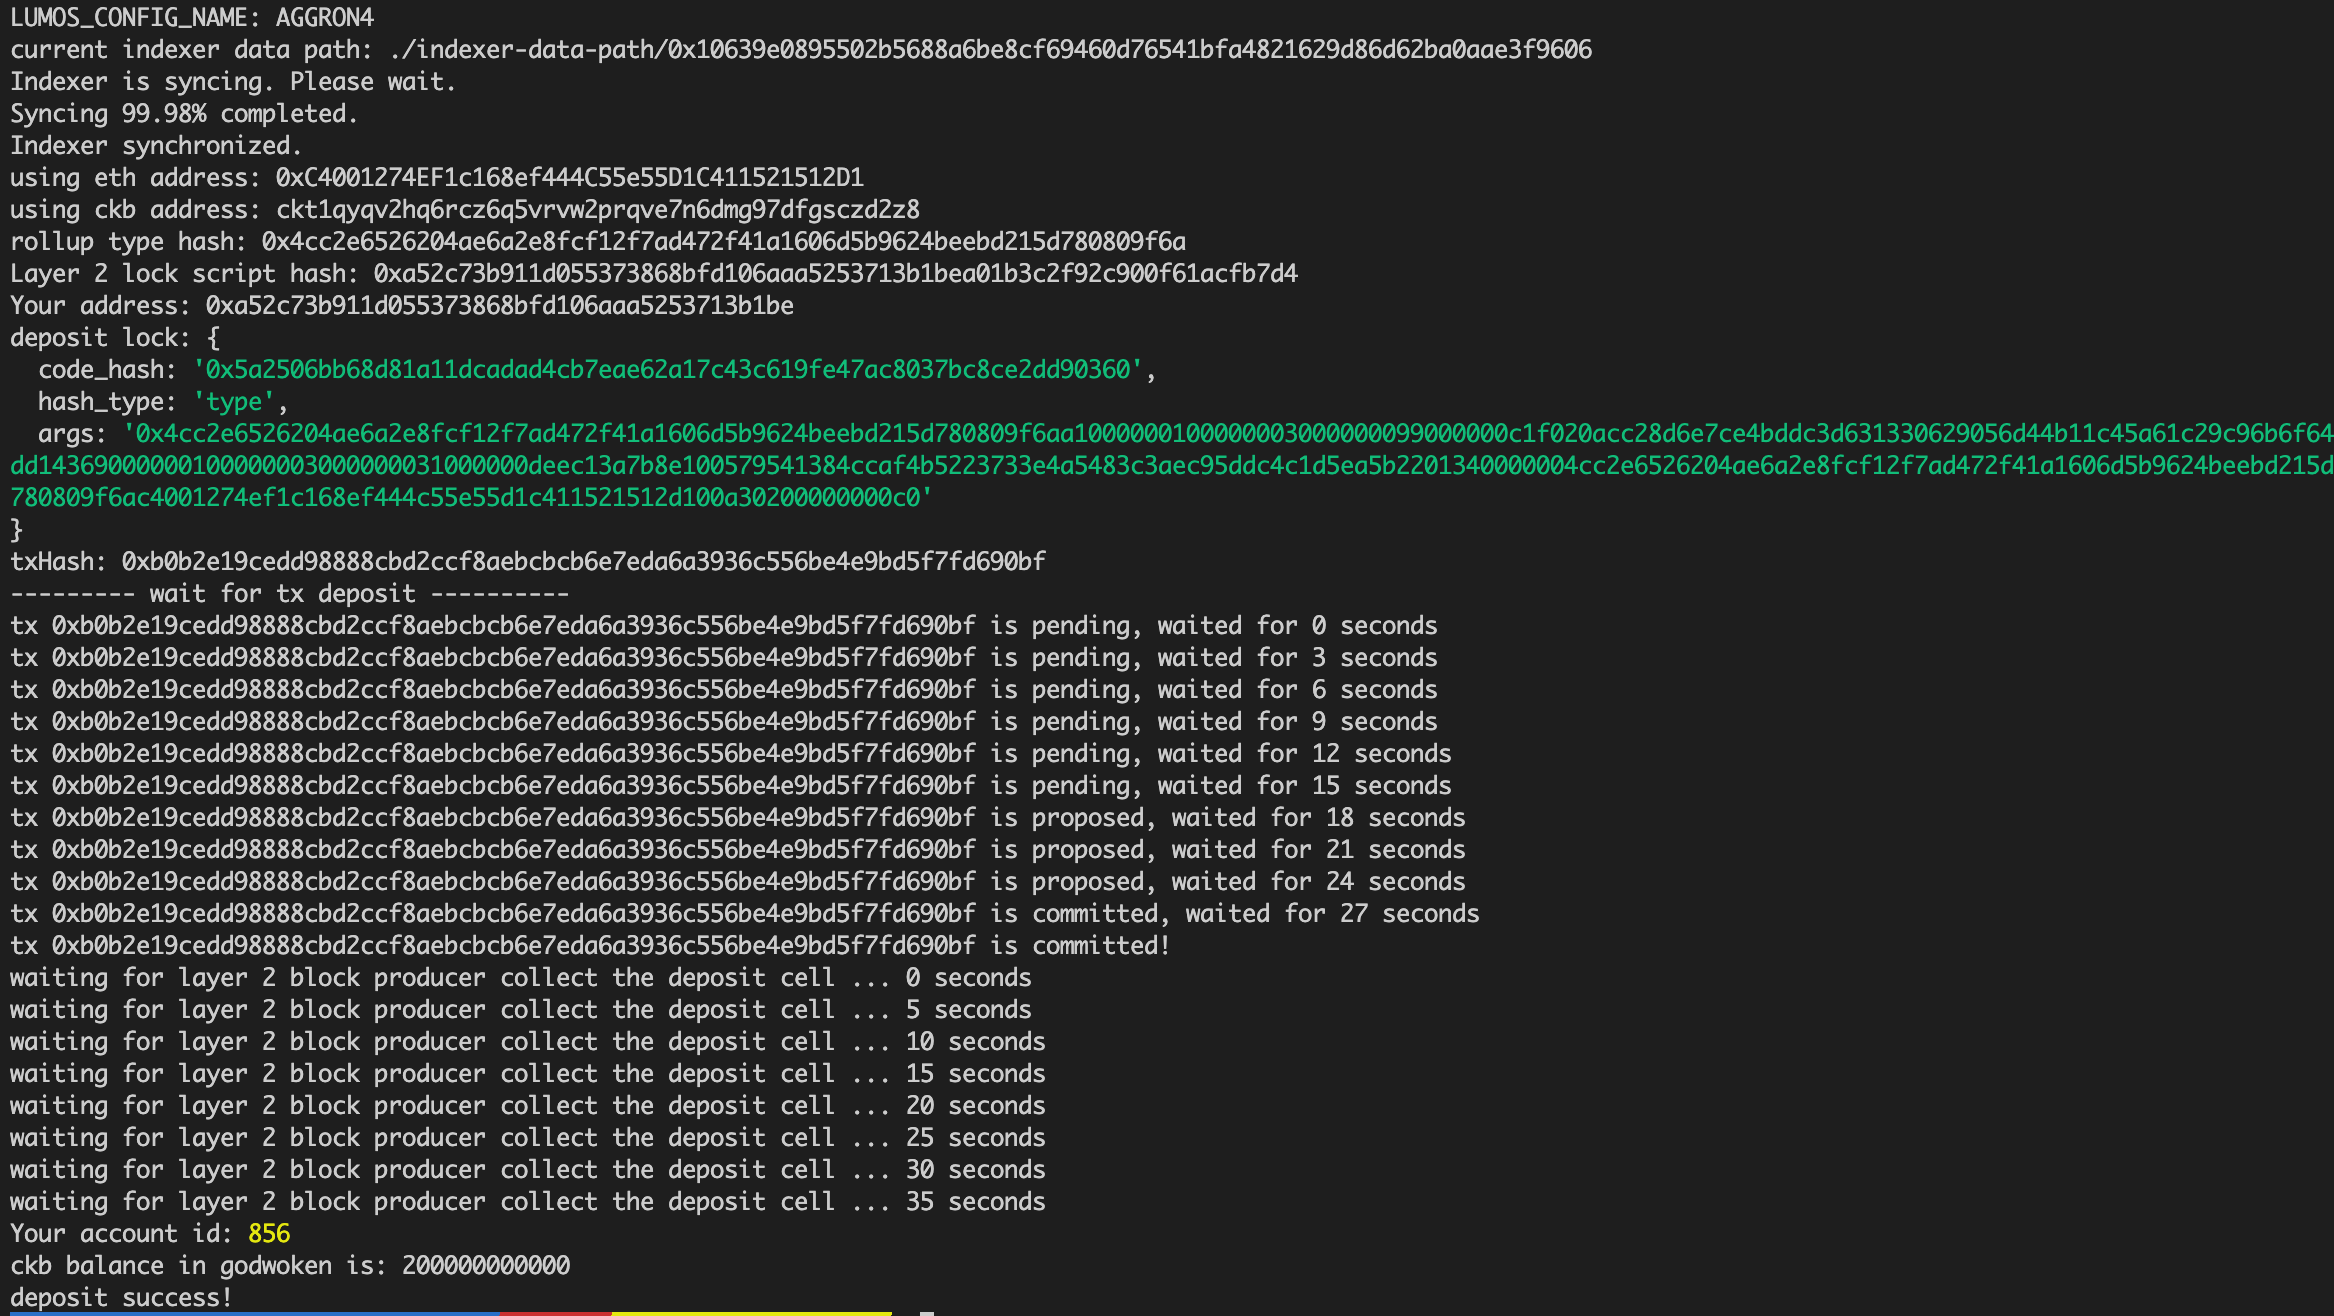 LUMOS_CONFIG_NAME: AGGRON4
current indexer data path: ./indexer-data-path/0x10639e0895502b5688a6be8cf69460d76541bfa4821629d86d62ba0aae3f9606
Indexer is syncing. Please wait.
Syncing 99.98% completed.
Indexer synchronized.
using eth address: 0xC4001274EF1c168ef444C55e55D1C411521512D1
using ckb address: ckt1qyqv2hq6rcz6q5vrvw2prqve7n6dmg97dfgsczd2z8
rollup type hash: 0x4cc2e6526204ae6a2e8fcf12f7ad472f41a1606d5b9624beebd215d780809f6a
Layer 2 lock script hash: 0xa52c73b911d055373868bfd106aaa5253713b1bea01b3c2f92c900f61acfb7d4
Your address: 0xa52c73b911d055373868bfd106aaa5253713b1be
deposit lock: {
  code_hash: '0x5a2506bb68d81a11dcadad4cb7eae62a17c43c619fe47ac8037bc8ce2dd90360',
  hash_type: 'type',
  args: '0x4cc2e6526204ae6a2e8fcf12f7ad472f41a1606d5b9624beebd215d780809f6aa1000000100000003000000099000000c1f020acc28d6e7ce4bddc3d631330629056d44b11c45a61c29c96b6f64
dd14369000000010000000030000000031000000deec13a7b8e100579541384ccaf4b5223733e4a5483c3aec95ddc4c1d5ea5b2201340000004cc2e6526204ae6a2e8fcf12f7ad472f41a1606d5b9624beebd215d
780809f6ac4001274ef1c168ef444c55e55d1c411521512d100a30200000000c0'
}
txHash: 0xb0b2e19cedd98888cbd2ccf8aebcbcb6e7eda6a3936c556be4e9bd5f7fd690bf
--------- wait for tx deposit ----------
tx 0xb0b2e19cedd98888cbd2ccf8aebcbcb6e7eda6a3936c556be4e9bd5f7fd690bf is pending, waited for 0 seconds
tx 0xb0b2e19cedd98888cbd2ccf8aebcbcb6e7eda6a3936c556be4e9bd5f7fd690bf is pending, waited for 3 seconds
tx 0xb0b2e19cedd98888cbd2ccf8aebcbcb6e7eda6a3936c556be4e9bd5f7fd690bf is pending, waited for 6 seconds
tx 0xb0b2e19cedd98888cbd2ccf8aebcbcb6e7eda6a3936c556be4e9bd5f7fd690bf is pending, waited for 9 seconds
tx 0xb0b2e19cedd98888cbd2ccf8aebcbcb6e7eda6a3936c556be4e9bd5f7fd690bf is pending, waited for 12 seconds
tx 0xb0b2e19cedd98888cbd2ccf8aebcbcb6e7eda6a3936c556be4e9bd5f7fd690bf is pending, waited for 15 seconds
tx 0xb0b2e19cedd98888cbd2ccf8aebcbcb6e7eda6a3936c556be4e9bd5f7fd690bf is proposed, waited for 18 seconds
tx 0xb0b2e19cedd98888cbd2ccf8aebcbcb6e7eda6a3936c556be4e9bd5f7fd690bf is proposed, waited for 21 seconds
tx 0xb0b2e19cedd98888cbd2ccf8aebcbcb6e7eda6a3936c556be4e9bd5f7fd690bf is proposed, waited for 24 seconds
tx 0xb0b2e19cedd98888cbd2ccf8aebcbcb6e7eda6a3936c556be4e9bd5f7fd690bf is committed, waited for 27 seconds
tx 0xb0b2e19cedd98888cbd2ccf8aebcbcb6e7eda6a3936c556be4e9bd5f7fd690bf is committed!
waiting for layer 2 block producer collect the deposit cell ... 0 seconds
waiting for layer 2 block producer collect the deposit cell ... 5 seconds
waiting for layer 2 block producer collect the deposit cell ... 10 seconds
waiting for layer 2 block producer collect the deposit cell ... 15 seconds
waiting for layer 2 block producer collect the deposit cell ... 20 seconds
waiting for layer 2 block producer collect the deposit cell ... 25 seconds
waiting for layer 2 block producer collect the deposit cell ... 30 seconds
waiting for layer 2 block producer collect the deposit cell ... 35 seconds
Your account id: 856
ckb balance in godwoken is: 200000000000
deposit success!